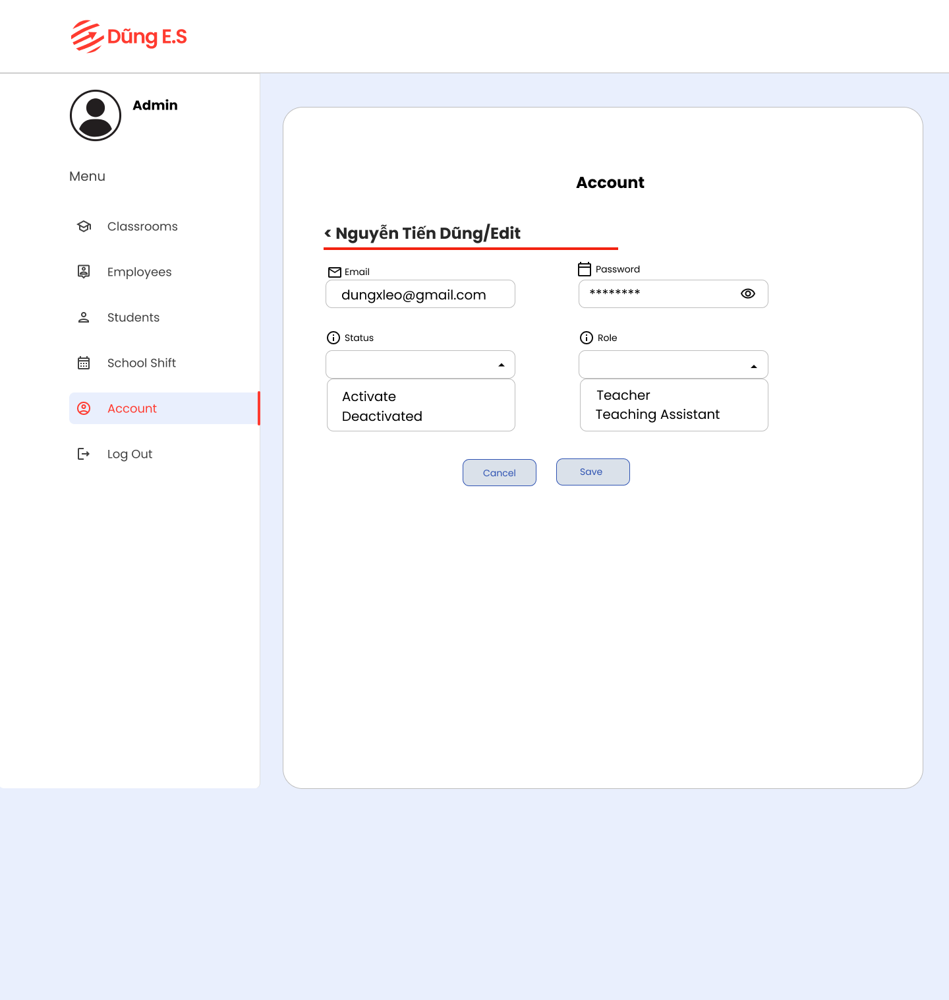 Dũng E.S
Admin
Menu
Classrooms
Employees
Students
School Shift
Account
Log Out
Account
< Nguyễn Tiến Dũng/Edit
Email
Password
dungxleo@gmail.com
********
Status
Role
Activate
Deactivated
Teacher
Teaching Assistant
Cancel
Save